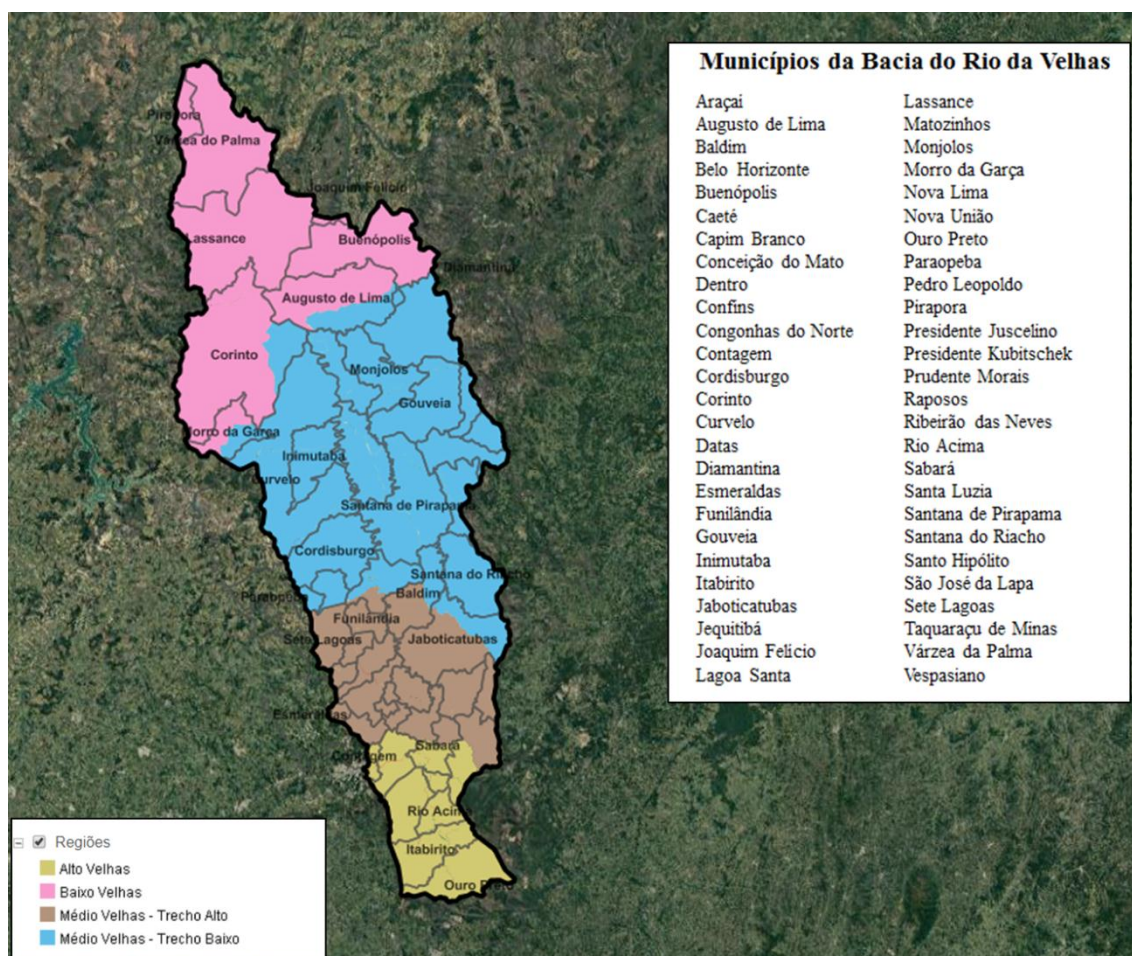 Municípios da Bacia do Rio da Velhas
Araçai
Augusto de Lima
Baldim
Belo Horizonte
Buenópolis
Caeté
Capim Branco
Conceição do Mato
Dentro
Confins
Congonhas do Norte
Contagem
Cordisburgo
Corinto
Curvelo
Datas
Diamantina
Esmeraldas
Funilândia
Gouveia
Inimutaba
Itabirito
Jaboticatubas
Jequitibá
Joaquim Felício
Lagoa Santa
Lassance
Matozinhos
Monjolos
Morro da Garça
Nova Lima
Nova União
Ouro Preto
Paraopeba
Pedro Leopoldo
Pirapora
Presidente Juscelino
Presidente Kubitschek
Prudente Morais
Raposos
Ribeirão das Neves
Rio Acima
Sabará
Santa Luzia
Santana de Pirapama
Santana do Riacho
Santo Hipólito
São José da Lapa
Sete Lagoas
Taquaraçu de Minas
Várzea da Palma
Vespasiano
Pirapora
Várzea do Palma
Joaquim Felício
Lassance
Buenópolis
Diamantina
Augusto de Lima
Corinto
Monjolos
Gouveia
Morro da Garça
Inimutaba
Curvelo
Santana de Pirapama
Cordisburgo
Santana do Riacho
Paraopeba
Baldim
Funilândia
Sete Lagoas
Jaboticatubas
Esmeraldas
Sabará
Contagem
Rio Acima
Itabirito
Ouro Preto
Regiões
Alto Velhas
Baixo Velhas
Médio Velhas - Trecho Alto
Médio Velhas - Trecho Baixo